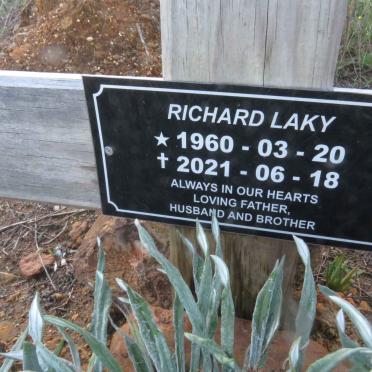 RICHARD LAKY
★ 1960 - 03 - 20
✝ 2021 - 06 - 18
ALWAYS IN OUR HEARTS
LOVING FATHER,
HUSBAND AND BROTHER